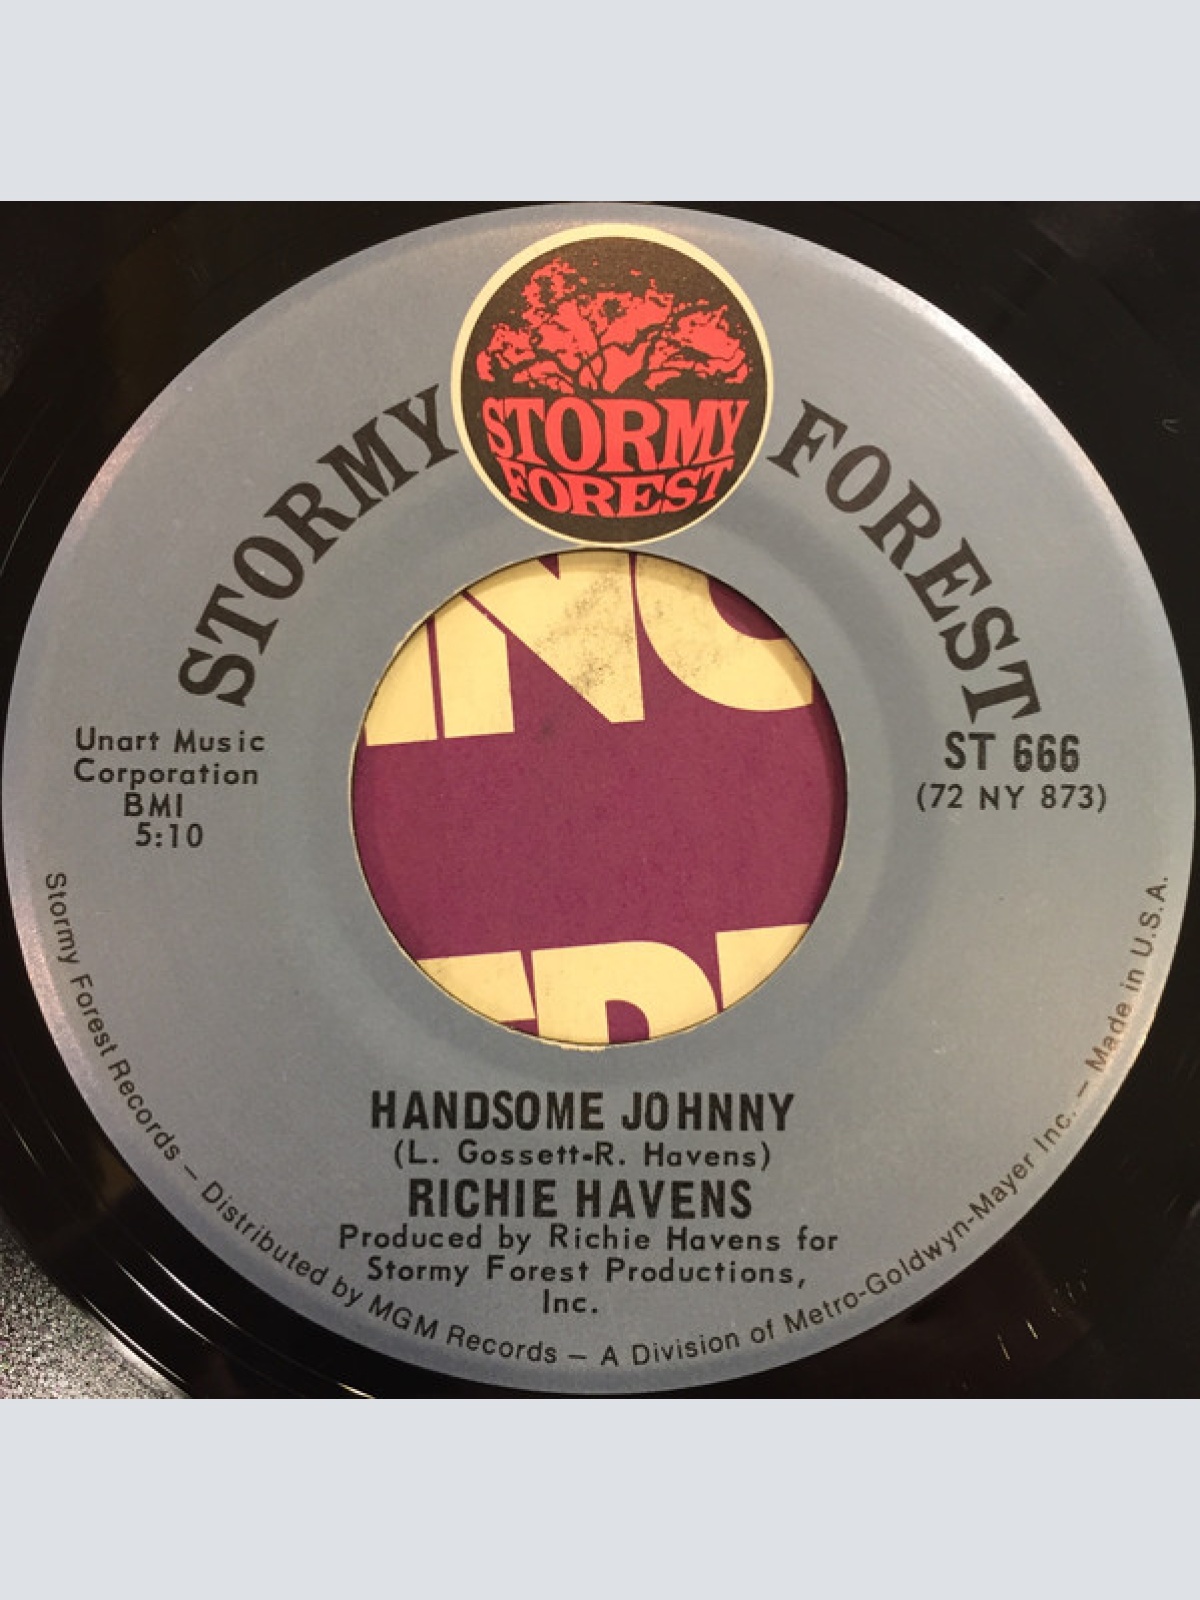 STORMY FOREST
STORMY
FOREST
Unart Music
Corporation
BMI
5:10
ST 666
(72 NY 873)
HANDSOME JOHNNY
(L. Gossett-R. Havens)
RICHIE HAVENS
Produced by Richie Havens for
Stormy Forest Productions,
Inc.
Stormy Forest Records – Distributed by MGM Records – A Division of Metro-Goldwyn-Mayer Inc. – Made in U.S.A.